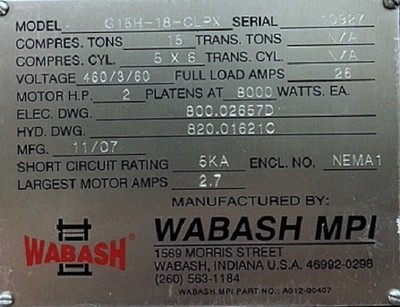 MODEL G15H-18-CLPX SERIAL 10927
COMPRES. TONS 15 TRANS. TONS N/A
COMPRES. CYL. 5 X 6 TRANS. CYL. N/A
VOLTAGE 460/3/60 FULL LOAD AMPS 26
MOTOR H.P. 2 PLATENS AT 8000 WATTS. EA.
ELEC. DWG. 800.02657D
HYD. DWG. 820.01621C
MFG. 11/07
SHORT CIRCUIT RATING 5KA ENCL. NO. NEMA1
LARGEST MOTOR AMPS 2.7
MANUFACTURED BY:
WABASH WABASH MPI
1569 MORRIS STREET
WABASH, INDIANA U.S.A. 46992-0298
(260) 563-1184
WABASH MPI PART NO.: A012-00407